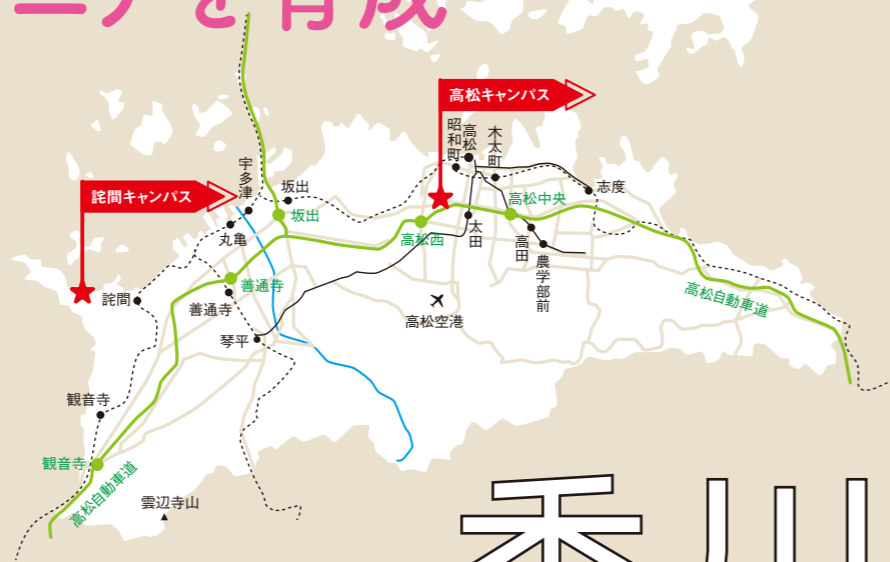 ニアを育成
高松キャンパス
昭和町
高松
木太町
宇多津
詫間キャンパス
坂出
坂出
志度
高松中央
丸亀
高松西
太田
高田
農学部前
善通寺
善通寺
詫間
高松自動車道
高松空港
琴平
観音寺
観音寺
高松自動車道
雲辺寺山
香川